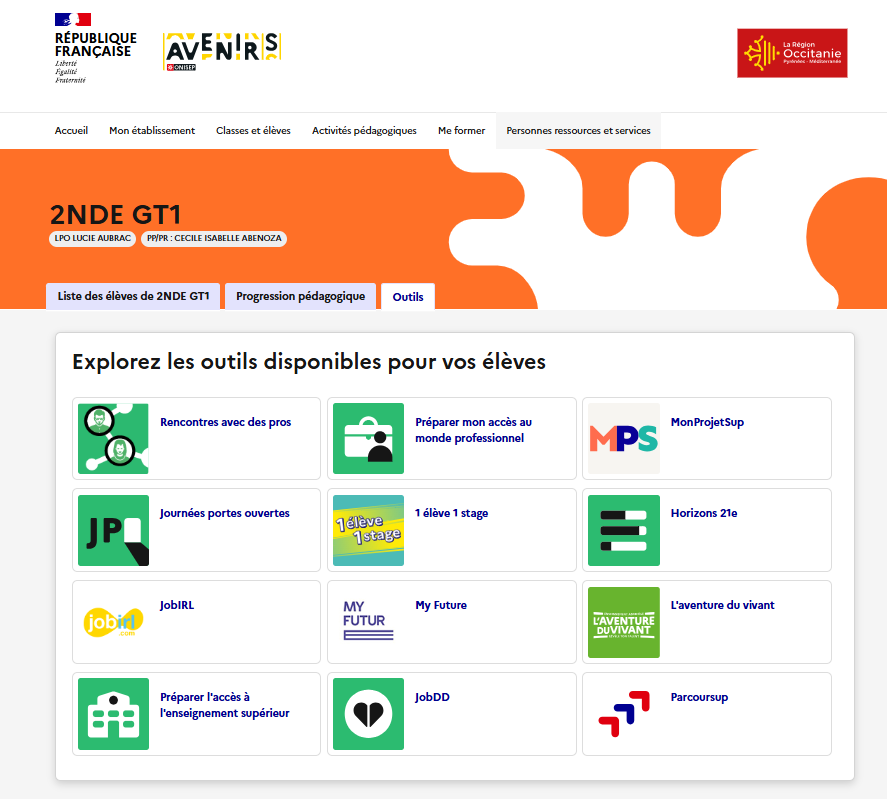 RÉPUBLIQUE
FRANÇAISE
Liberté
Égalité
Fraternité
AVENIRS
ONISEP
La Région
Occitanie
Pyrénées - Méditerranée
Accueil Mon établissement Classes et élèves Activités pédagogiques Me former Personnes ressources et services
2NDE GT1
LPO LUCIE AUBRAC PP/PR : CECILE ISABELLE ABENOZA
Liste des élèves de 2NDE GT1 Progression pédagogique Outils
Explorez les outils disponibles pour vos élèves
Rencontres avec des pros
Préparer mon accès au
monde professionnel
MPS
MonProjetSup
JPO
Journées portes ouvertes
1 élève
1 stage
1 élève 1 stage
Horizons 21e
jobirl
.com
JobIRL
MY
FUTUR
My Future
L'AVENTURE
DU VIVANT
L'aventure du vivant
Préparer l'accès à
l'enseignement supérieur
JobDD
Parcoursup